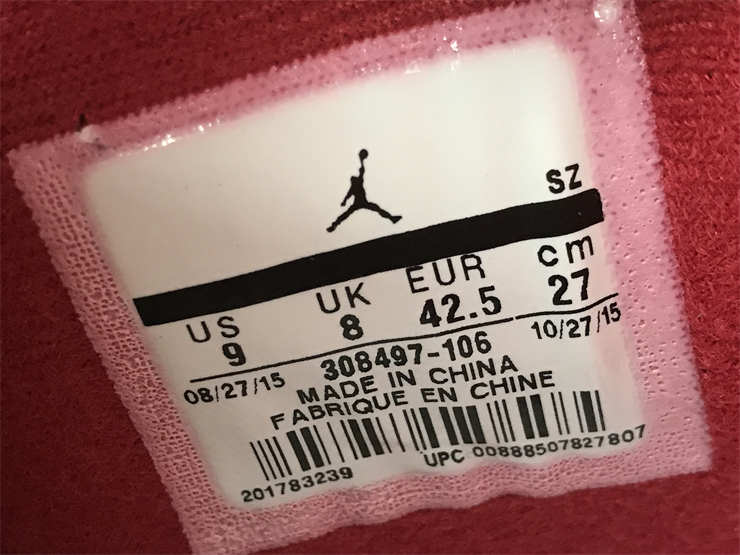 SZ
US UK EUR cm
9 8 42.5 27
308497-106
08/27/15 10/27/15
MADE IN CHINA
FABRIQUE EN CHINE
201783239 UPC 00888507827807